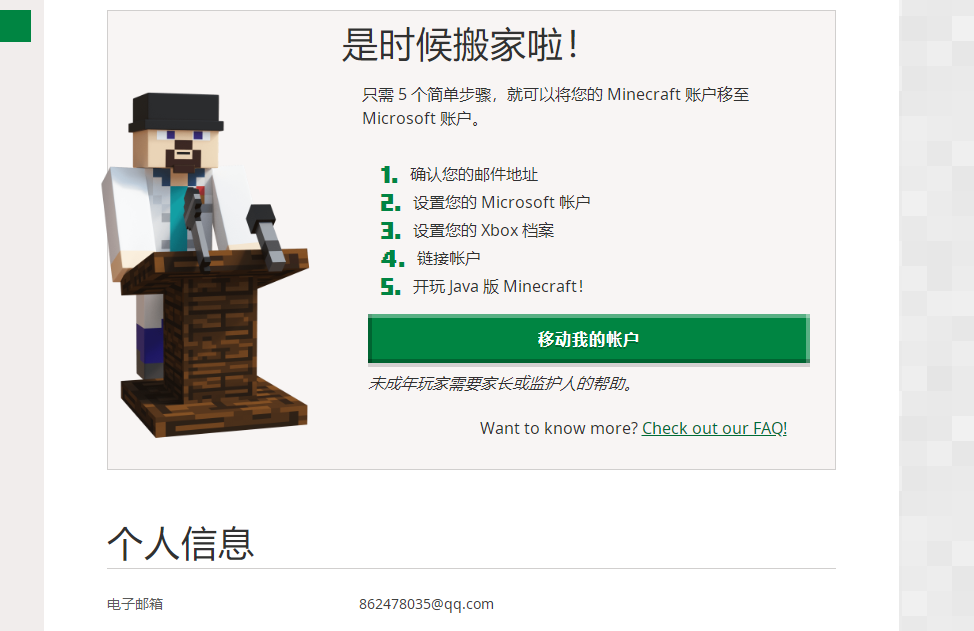 是时候搬家啦！
只需 5 个简单步骤，就可以将您的 Minecraft 账户移至
Microsoft 账户。
1. 确认您的邮件地址
2. 设置您的 Microsoft 帐户
3. 设置您的 Xbox 档案
4. 链接帐户
5. 开玩 Java 版 Minecraft！
移动我的帐户
未成年玩家需要家长或监护人的帮助。
Want to know more? Check out our FAQ!
个人信息
电子邮箱 862478035@qq.com